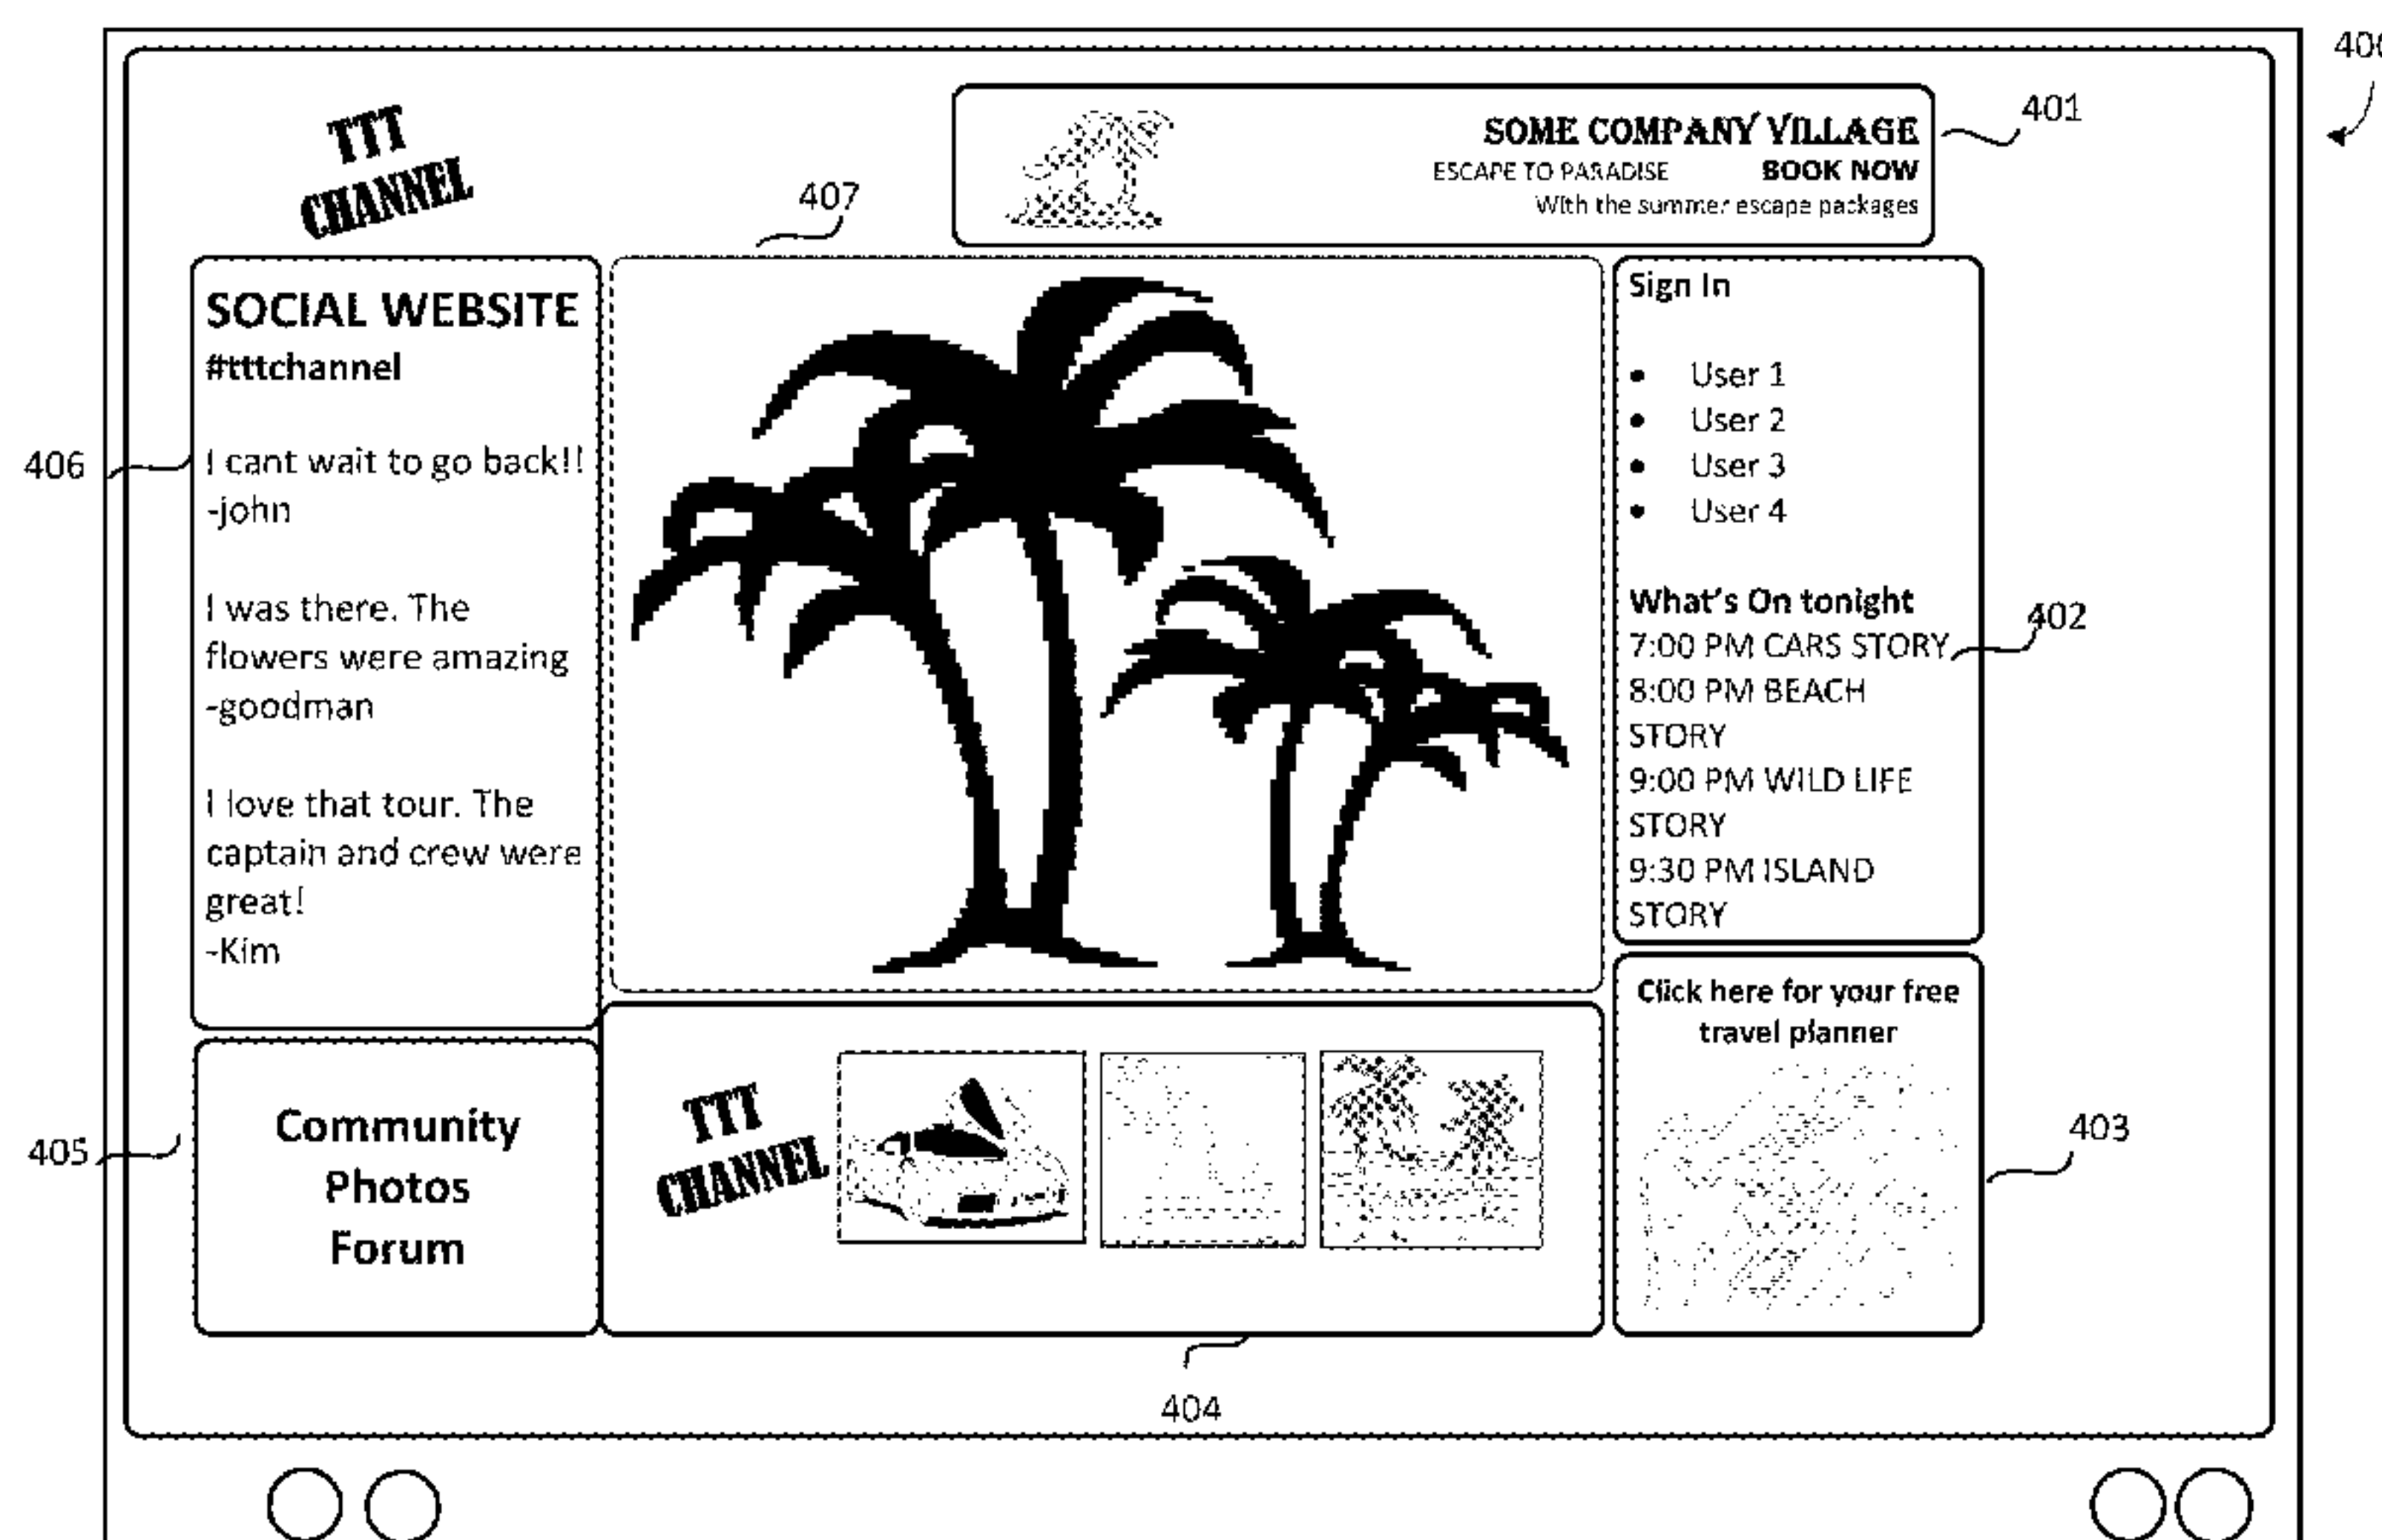 400
TTT
CHANNEL
SOME COMPANY VILLAGE
ESCAPE TO PARADISE BOOK NOW
With the summer escape packages
401
407
SOCIAL WEBSITE
#tttchannel
I cant wait to go back!!
-john
I was there. The
flowers were amazing
-goodman
I love that tour. The
captain and crew were
great!
-Kim
406
Sign In
• User 1
• User 2
• User 3
• User 4
What's On tonight
7:00 PM CARS STORY
8:00 PM BEACH
STORY
9:00 PM WILD LIFE
STORY
9:30 PM ISLAND
STORY
402
Community
Photos
Forum
405
TTT
CHANNEL
404
Click here for your free
travel planner
403